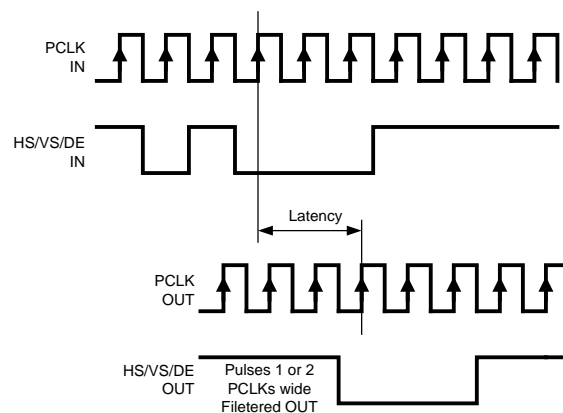 PCLK
IN
HS/VS/DE
IN
Latency
PCLK
OUT
HS/VS/DE
OUT
Pulses 1 or 2
PCLKs wide
Filetered OUT